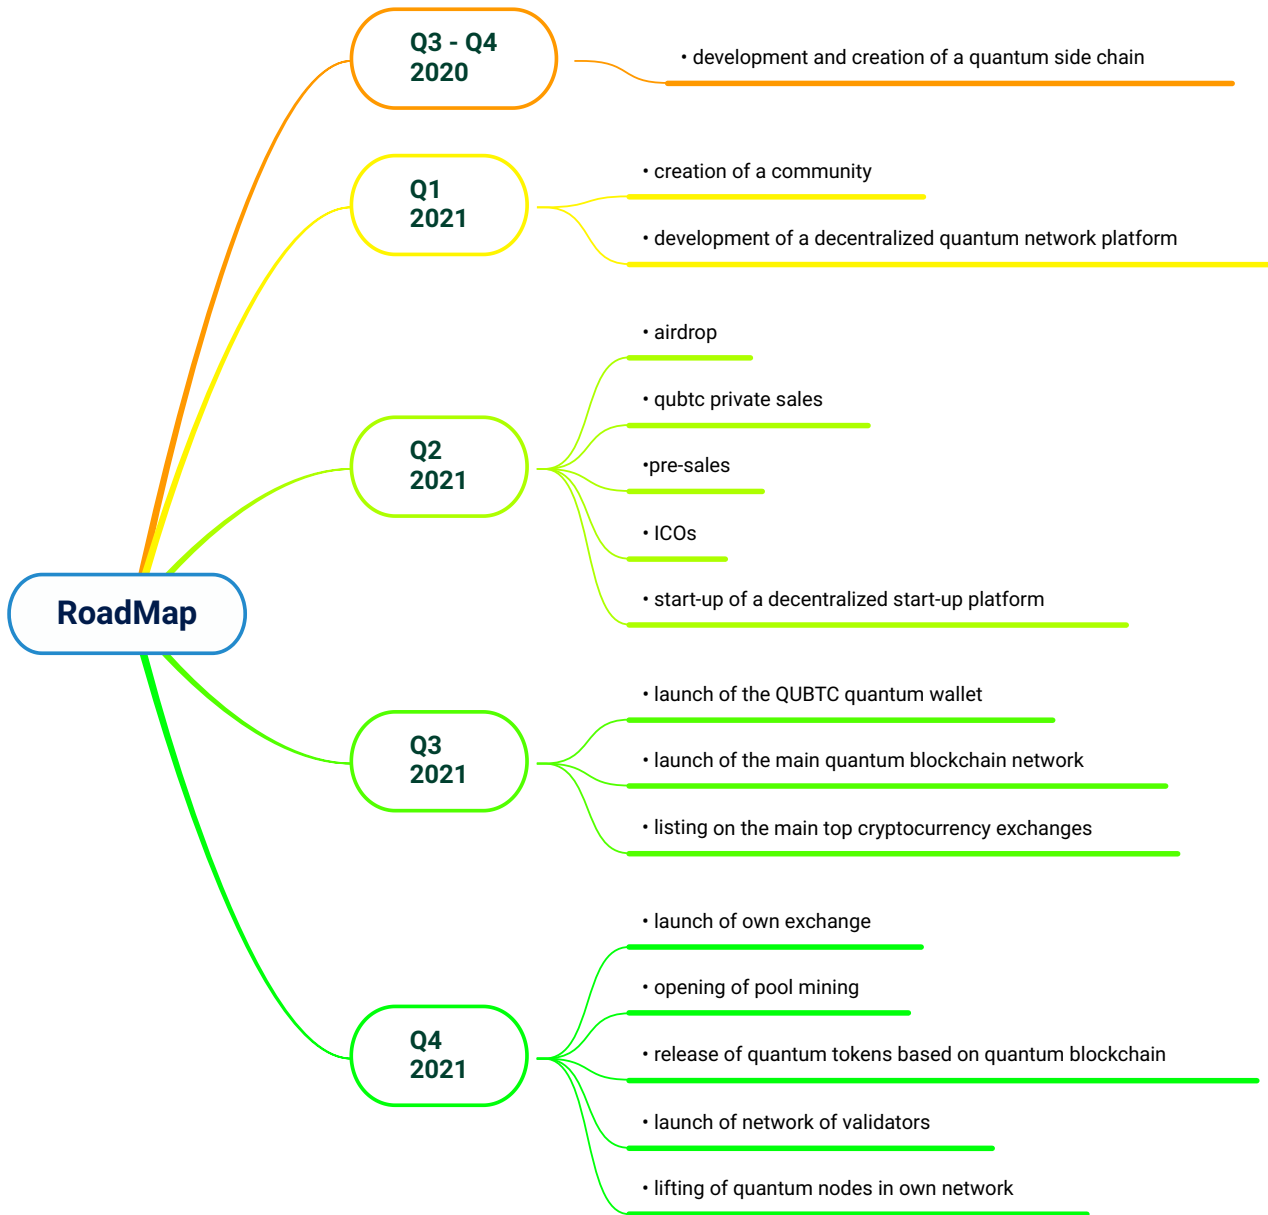 Q3 - Q4
2020
• development and creation of a quantum side chain
Q1
2021
• creation of a community
• development of a decentralized quantum network platform
Q2
2021
• airdrop
• qubtc private sales
•pre-sales
• ICOs
• start-up of a decentralized start-up platform
RoadMap
Q3
2021
• launch of the QUBTC quantum wallet
• launch of the main quantum blockchain network
• listing on the main top cryptocurrency exchanges
Q4
2021
• launch of own exchange
• opening of pool mining
• release of quantum tokens based on quantum blockchain
• launch of network of validators
• lifting of quantum nodes in own network